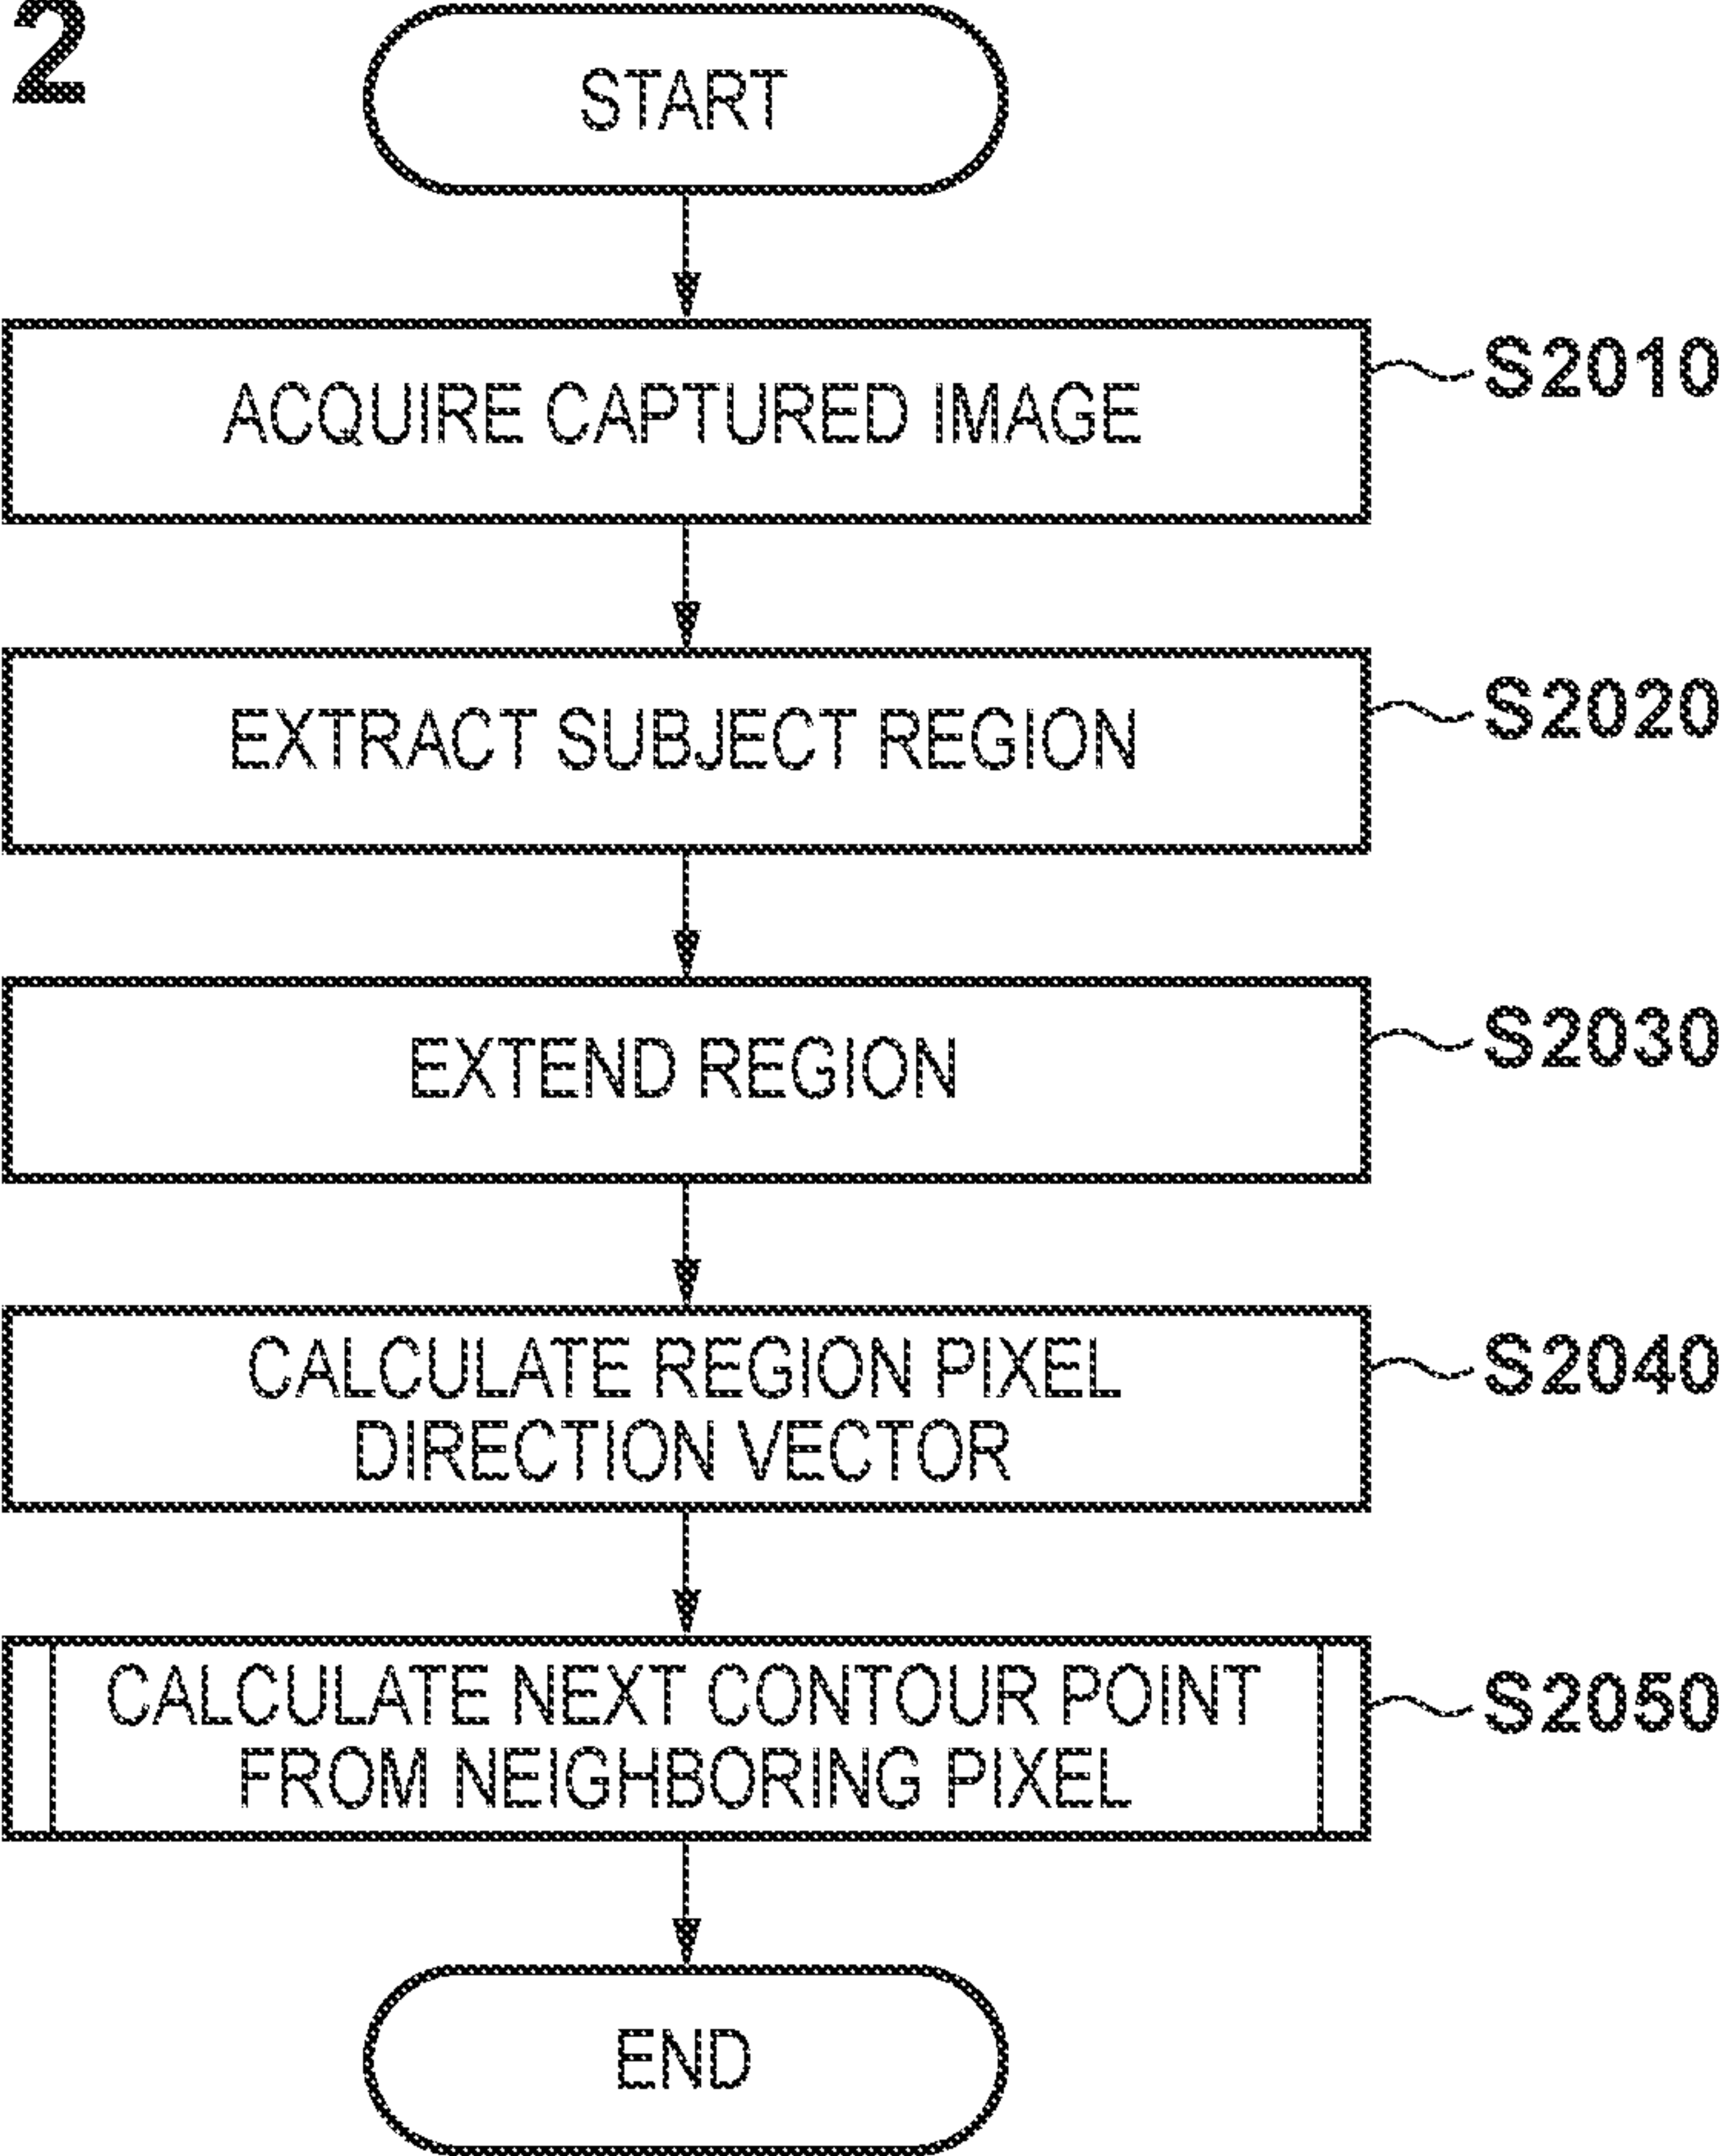 2
START
ACQUIRE CAPTURED IMAGE
S2010
EXTRACT SUBJECT REGION
S2020
EXTEND REGION
S2030
CALCULATE REGION PIXEL
DIRECTION VECTOR
S2040
CALCULATE NEXT CONTOUR POINT
FROM NEIGHBORING PIXEL
S2050
END